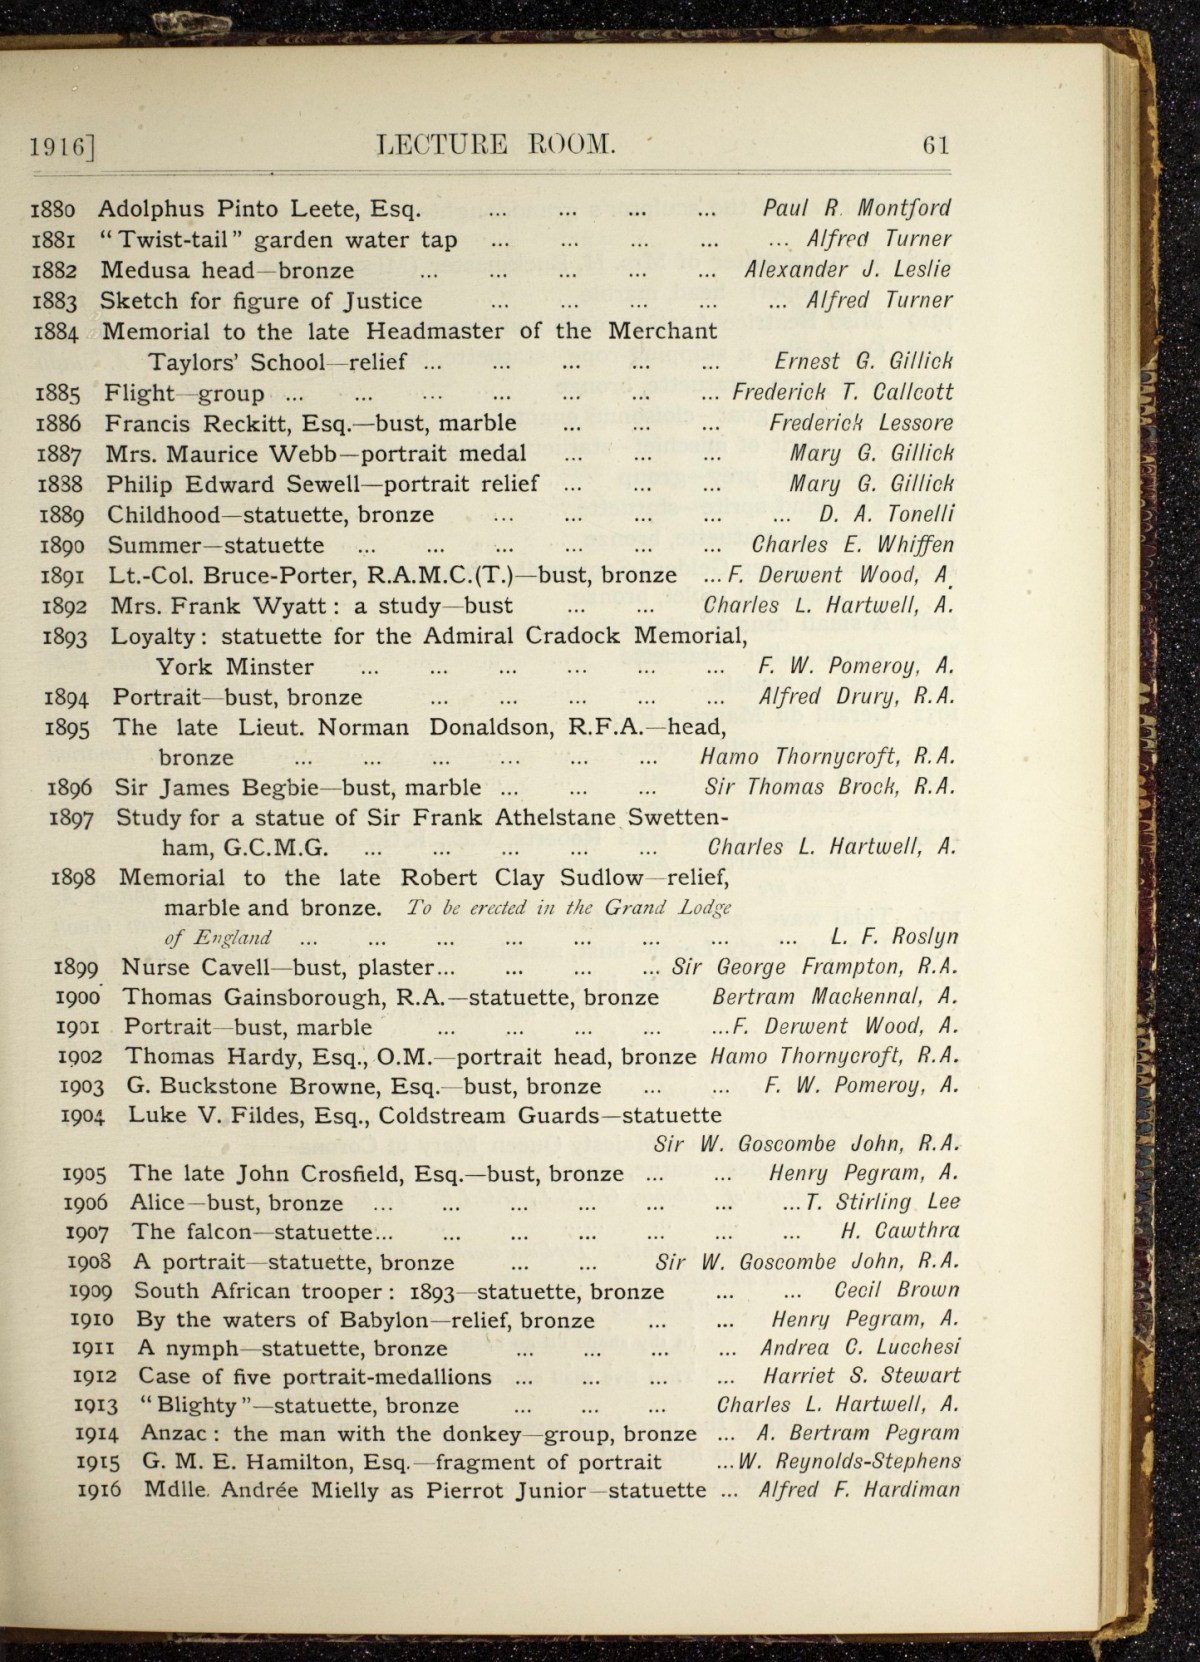 1916] LECTURE ROOM. 61
1880 Adolphus Pinto Leete, Esq. ... ... ... ... Paul R. Montford
1881 “Twist-tail” garden water tap ... ... ... ... ... Alfred Turner
1882 Medusa head—bronze ... ... ... ... ... Alexander J. Leslie
1883 Sketch for figure of Justice ... ... ... ... ... Alfred Turner
1884 Memorial to the late Headmaster of the Merchant
Taylors’ School—relief ... ... ... ... ... Ernest G. Gillick
1885 Flight—group ... ... ... ... ... ... ... Frederick T. Callcott
1886 Francis Reckitt, Esq.—bust, marble ... ... ... Frederick Lessore
1887 Mrs. Maurice Webb—portrait medal ... ... ... Mary G. Gillick
1888 Philip Edward Sewell—portrait relief ... ... ... Mary G. Gillick
1889 Childhood—statuette, bronze ... ... ... ... ... D. A. Tonelli
1890 Summer—statuette ... ... ... ... ... ... Charles E. Whiffen
1891 Lt.-Col. Bruce-Porter, R.A.M.C.(T.)—bust, bronze ... F. Derwent Wood, A.
1892 Mrs. Frank Wyatt: a study—bust ... ... Charles L. Hartwell, A.
1893 Loyalty: statuette for the Admiral Cradock Memorial,
York Minster ... ... ... ... ... ... F. W. Pomeroy, A.
1894 Portrait—bust, bronze ... ... ... ... ... Alfred Drury, R.A.
1895 The late Lieut. Norman Donaldson, R.F.A.—head,
bronze ... ... ... ... ... ... Hamo Thornycroft, R.A.
1896 Sir James Begbie—bust, marble ... ... ... Sir Thomas Brock, R.A.
1897 Study for a statue of Sir Frank Athelstane Swetten-
ham, G.C.M.G. ... ... ... ... ... Charles L. Hartwell, A.
1898 Memorial to the late Robert Clay Sudlow—relief,
marble and bronze. To be erected in the Grand Lodge
of England ... ... ... ... ... ... ... ... L. F. Roslyn
1899 Nurse Cavell—bust, plaster... ... ... ... Sir George Frampton, R.A.
1900 Thomas Gainsborough, R.A.—statuette, bronze Bertram Mackennal, A.
1901 Portrait—bust, marble ... ... ... ... ...F. Derwent Wood, A.
1902 Thomas Hardy, Esq., O.M.—portrait head, bronze Hamo Thornycroft, R.A.
1903 G. Buckstone Browne, Esq.—bust, bronze ... ... F. W. Pomeroy, A.
1904 Luke V. Fildes, Esq., Coldstream Guards—statuette
Sir W. Goscombe John, R.A.
1905 The late John Crosfield, Esq.—bust, bronze ... ... Henry Pegram, A.
1906 Alice—bust, bronze ... ... ... ... ... ... ...T. Stirling Lee
1907 The falcon—statuette... ... ... ... ... ... ... H. Cawthra
1908 A portrait—statuette, bronze ... ... Sir W. Goscombe John, R.A.
1909 South African trooper: 1893—statuette, bronze ... ... Cecil Brown
1910 By the waters of Babylon—relief, bronze ... ... Henry Pegram, A.
1911 A nymph—statuette, bronze ... ... ... ... Andrea C. Lucchesi
1912 Case of five portrait-medallions ... ... ... ... Harriet S. Stewart
1913 “Blighty”—statuette, bronze ... ... ... Charles L. Hartwell, A.
1914 Anzac: the man with the donkey—group, bronze ... A. Bertram Pegram
1915 G. M. E. Hamilton, Esq.—fragment of portrait ...W. Reynolds-Stephens
1916 Mdlle. Andrée Mielly as Pierrot Junior—statuette ... Alfred F. Hardiman